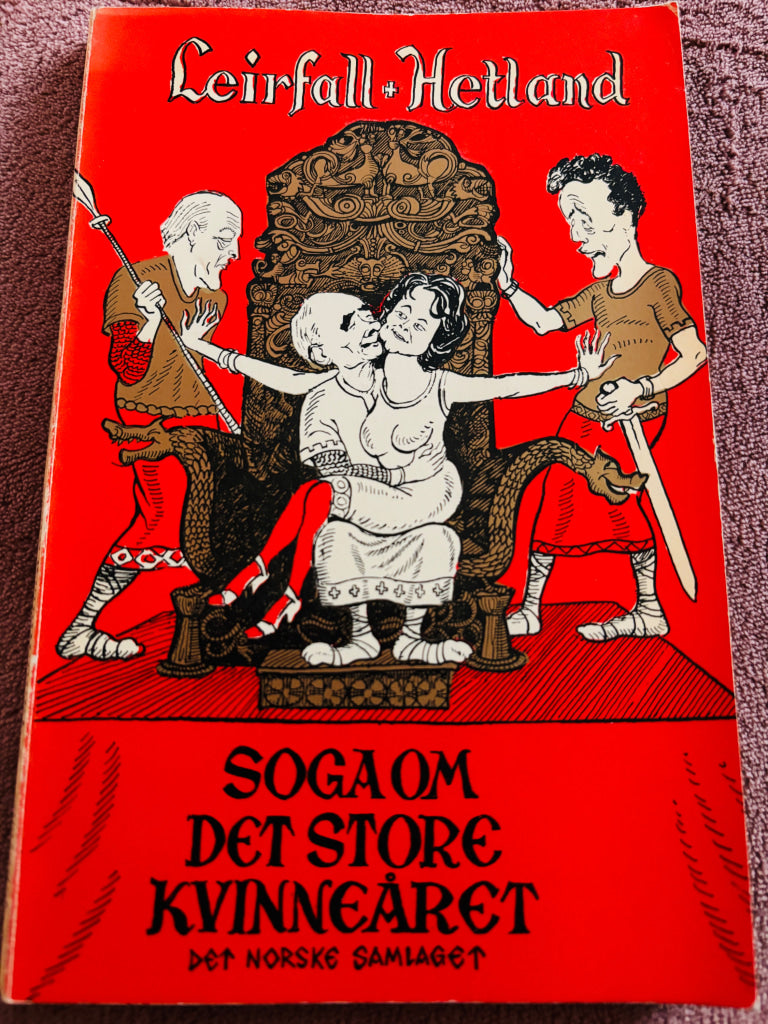 Leirfall + Hetland
SOGA OM
DET STORE
KVINNEÅRET
DET NORSKE SAMLAGET